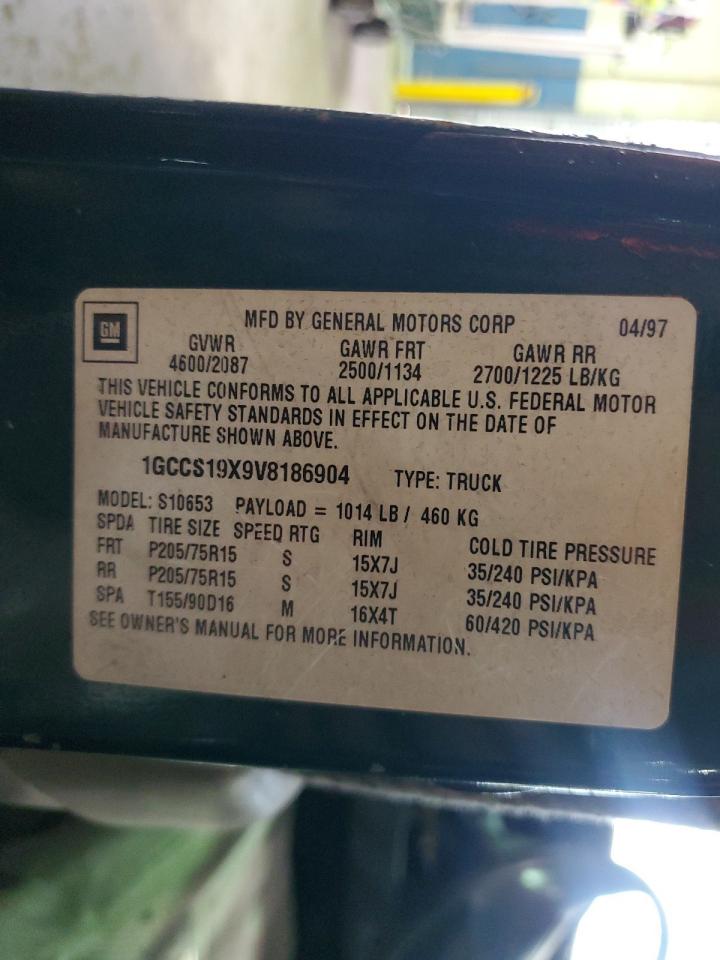 GM
MFD BY GENERAL MOTORS CORP 04/97
GVWR GAWR FRT GAWR RR
4600/2087 2500/1134 2700/1225 LB/KG
THIS VEHICLE CONFORMS TO ALL APPLICABLE U.S. FEDERAL MOTOR
VEHICLE SAFETY STANDARDS IN EFFECT ON THE DATE OF
MANUFACTURE SHOWN ABOVE.
1GCCS19X9V8186904 TYPE: TRUCK
MODEL: S10653 PAYLOAD = 1014 LB / 460 KG
SPDA TIRE SIZE SPEED RTG RIM COLD TIRE PRESSURE
FRT P205/75R15 S 15X7J 35/240 PSI/KPA
RR P205/75R15 S 15X7J 35/240 PSI/KPA
SPA T155/90D16 M 16X4T 60/420 PSI/KPA
SEE OWNER'S MANUAL FOR MORE INFORMATION.